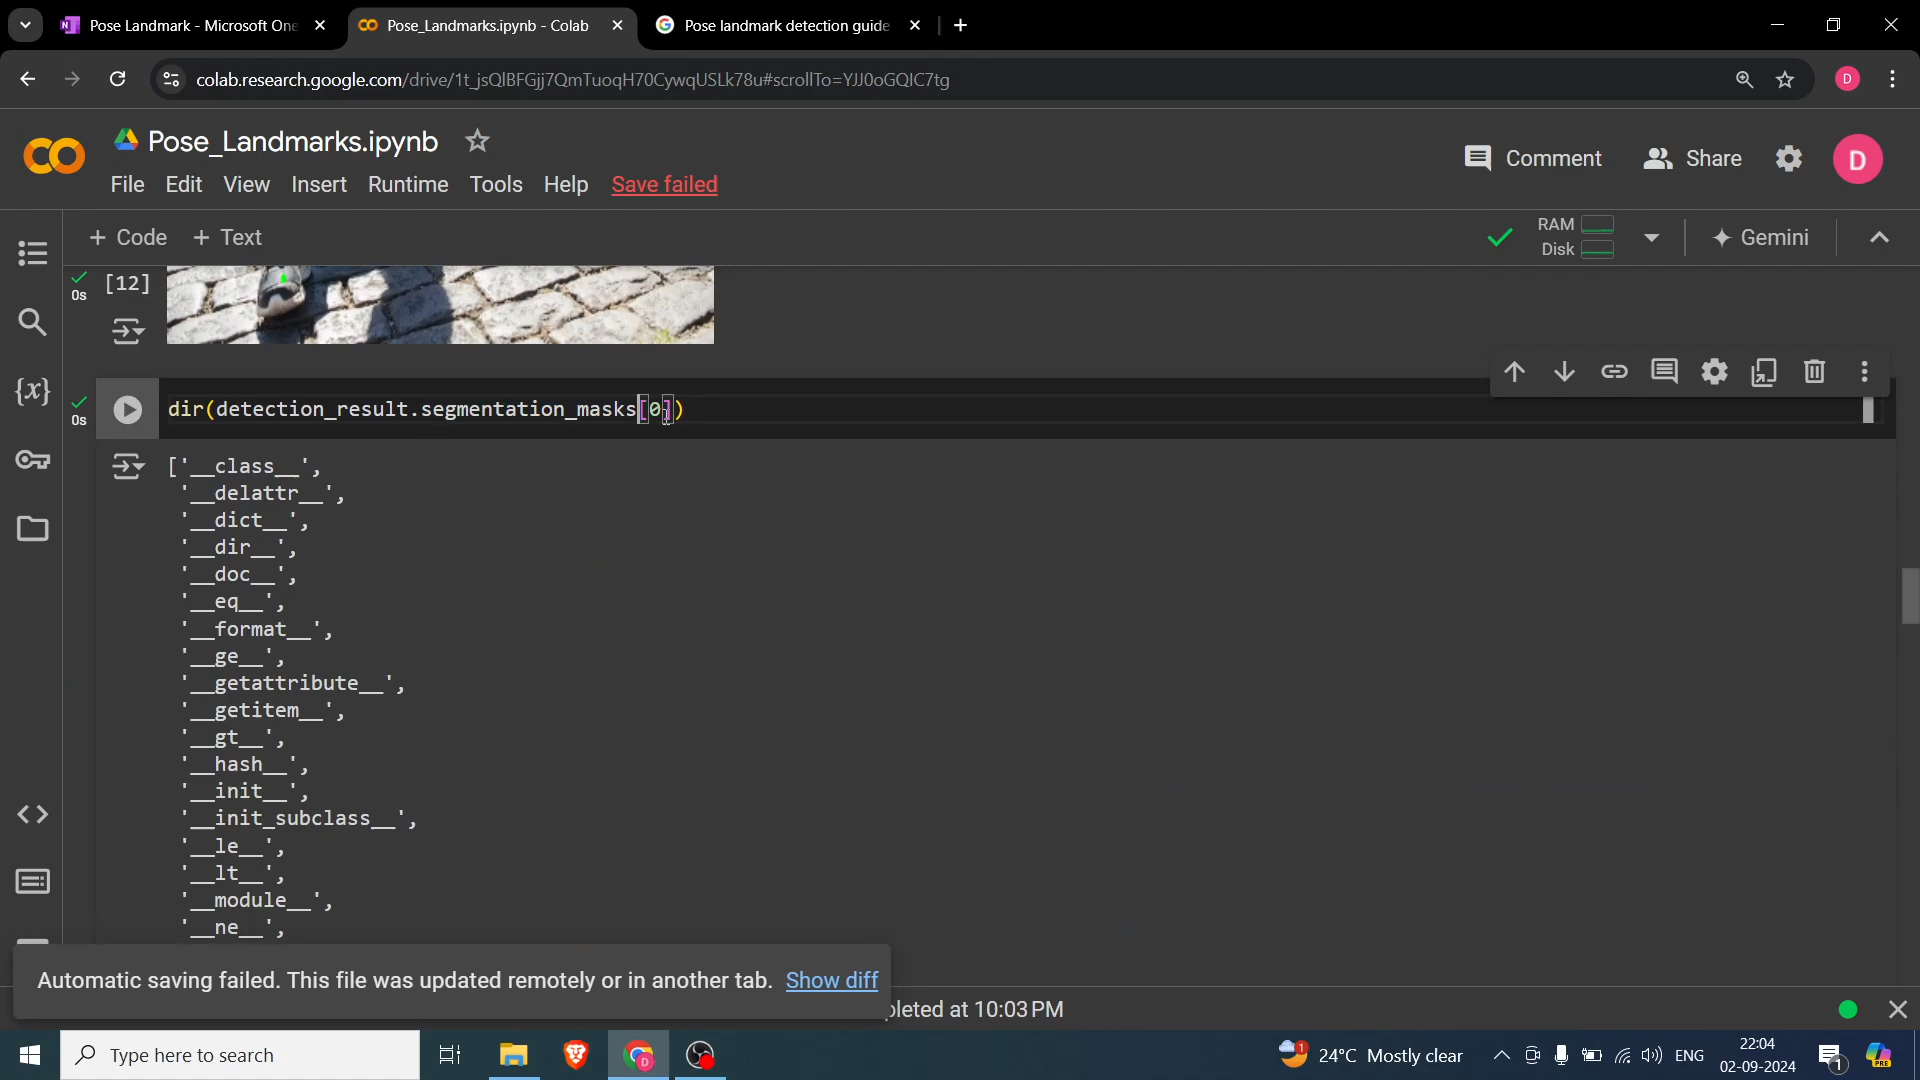 Pose Landmark - Microsoft One
Pose_Landmarks.ipynb - Colab
Pose landmark detection guide
colab.research.google.com/drive/1t_jsQlBFGjj7QmTuoqH70CywqUSLk78u#scrollTo=YJJ0oGQIC7tg
D
Pose_Landmarks.ipynb
Comment
Share
D
File Edit View Insert Runtime Tools Help Save failed
+ Code + Text
RAM
Disk
Gemini
[12]
0s
dir(detection_result.segmentation_masks[0])
0s
['__class__',
'__delattr__',
'__dict__',
'__dir__',
'__doc__',
'__eq__',
'__format__',
'__ge__',
'__getattribute__',
'__getitem__',
'__gt__',
'__hash__',
'__init__',
'__init_subclass__',
'__le__',
'__lt__',
'__module__',
'__ne__',
{x}
Automatic saving failed. This file was updated remotely or in another tab. Show diff
pleted at 10:03 PM
Type here to search
24°C Mostly clear
ENG
22:04
02-09-2024
1
PRE